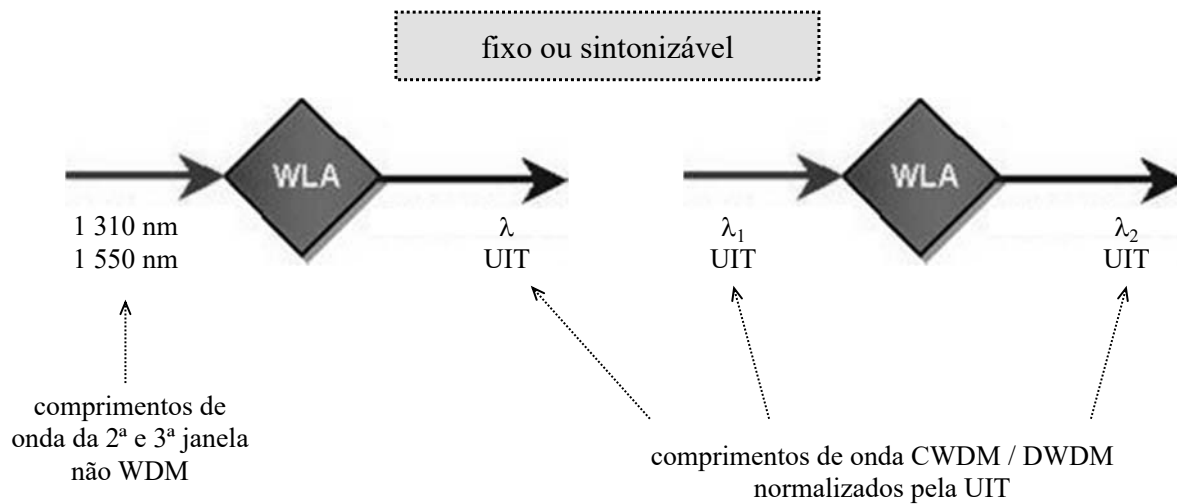 fixo ou sintonizável
WLA
WLA
1 310 nm
1 550 nm
λ
UIT
λ₁
UIT
λ₂
UIT
comprimentos de
onda da 2ª e 3ª janela
não WDM
comprimentos de onda CWDM / DWDM
normalizados pela UIT